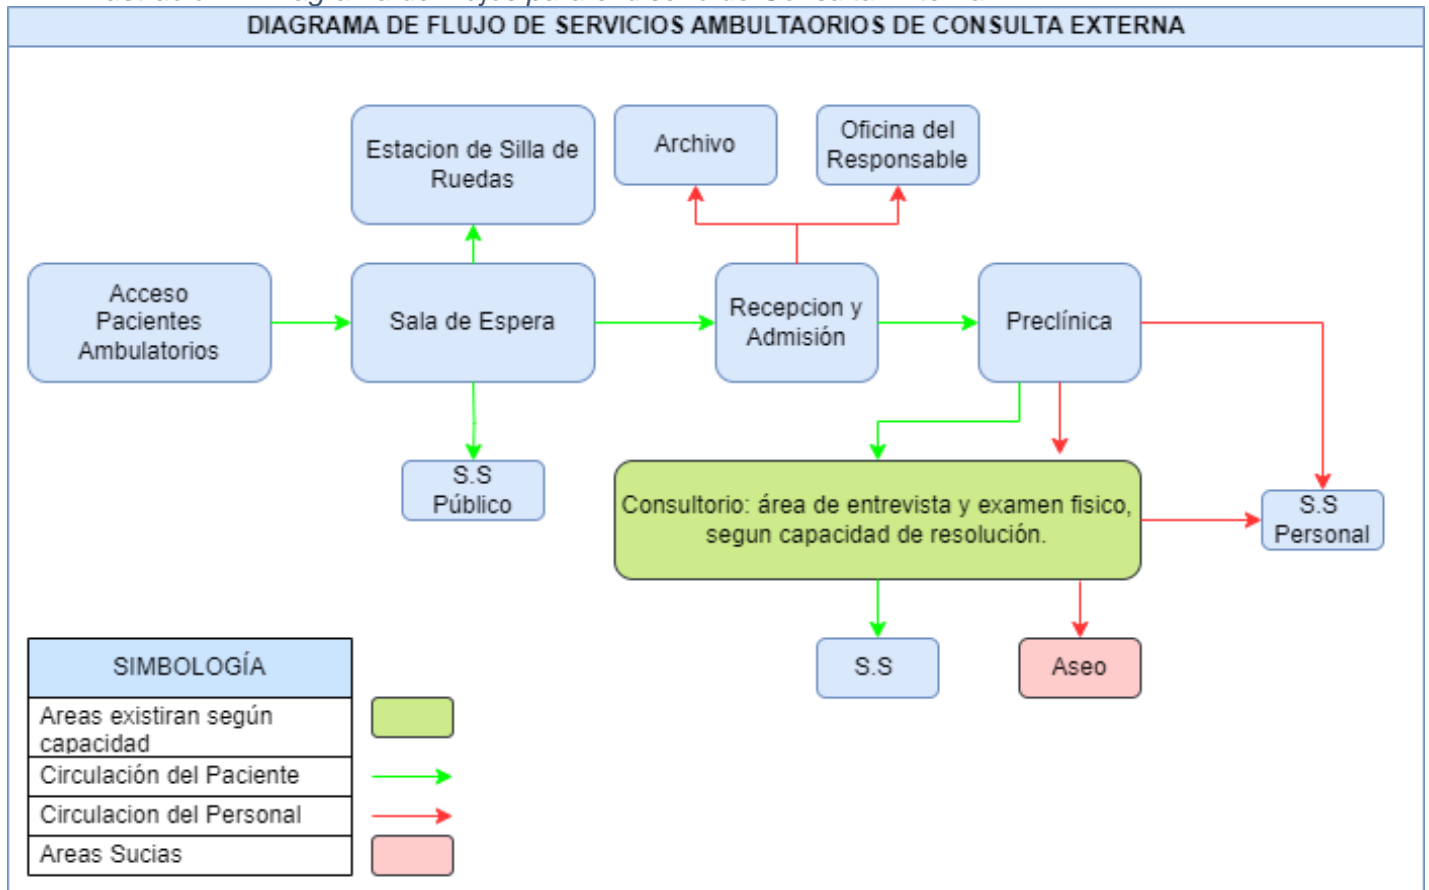 DIAGRAMA DE FLUJO DE SERVICIOS AMBULTAORIOS DE CONSULTA EXTERNA
Estacion de Silla de
Ruedas
Archivo
Oficina del
Responsable
Acceso
Pacientes
Ambulatorios
Sala de Espera
Recepcion y
Admisión
Preclínica
S.S
Público
Consultorio: área de entrevista y examen fisico,
segun capacidad de resolución.
S.S
Personal
S.S
Aseo
SIMBOLOGÍA
Areas existiran según
capacidad
Circulación del Paciente
Circulacion del Personal
Areas Sucias